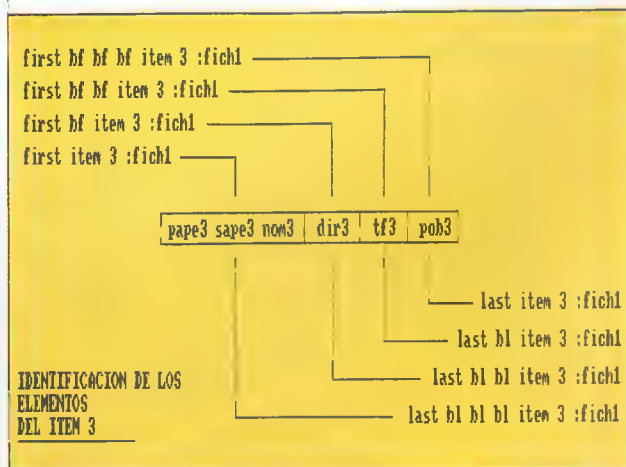 first bf bf bf item 3 :fich1
first bf bf item 3 :fich1
first bf item 3 :fich1
first item 3 :fich1
pape3 sape3 nom3 dir3 tf3 pob3
last item 3 :fich1
last bl item 3 :fich1
last bl bl item 3 :fich1
last bl bl bl item 3 :fich1
IDENTIFICACION DE LOS
ELEMENTOS
DEL ITEM 3